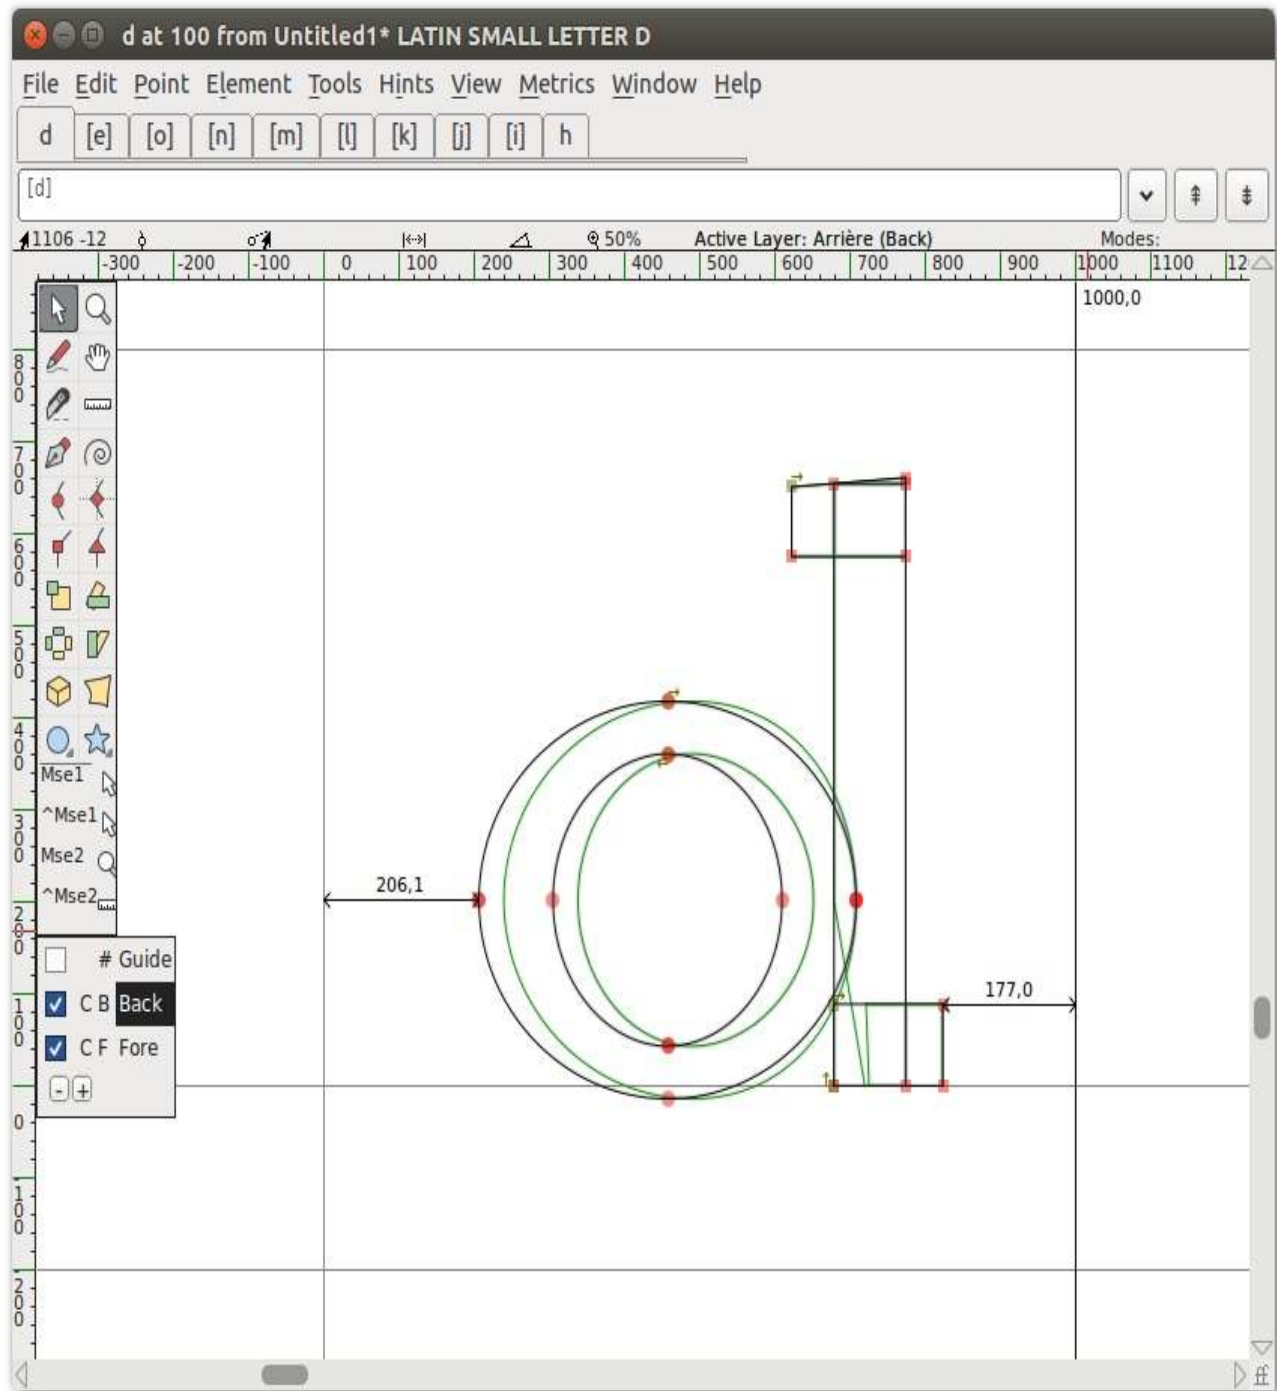 d at 100 from Untitled1* LATIN SMALL LETTER D
File Edit Point Element Tools Hints View Metrics Window Help
d [e] [o] [n] [m] [l] [k] [j] [i] h
[d]
1106 -12 50% Active Layer: Arrière (Back) Modes:
-300 -200 -100 0 100 200 300 400 500 600 700 800 900 1000 1100 12
1000,0
800
700
600
500
400
Mse1
^Mse1
300
Mse2
^Mse2
206,1
200
# Guide
C B Back
100
177,0
C F Fore
- +
0
-100
-200
ff